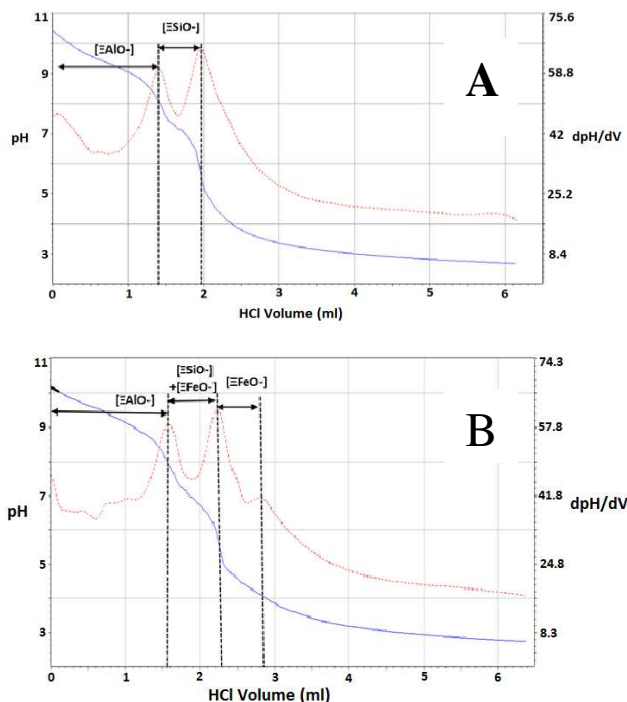 11
75.6
[ΞSiO-]
[ΞAlO-]
A
9
58.8
pH
7
42
dpH/dV
5
25.2
3
8.4
0
1
2
3
4
5
6
HCl Volume (ml)
11
74.3
[ΞSiO-]
+[ΞFeO-]
[ΞFeO-]
[ΞAlO-]
B
9
57.8
pH
7
41.8
dpH/dV
5
24.8
3
8.3
0
1
2
3
4
5
6
HCl Volume (ml)